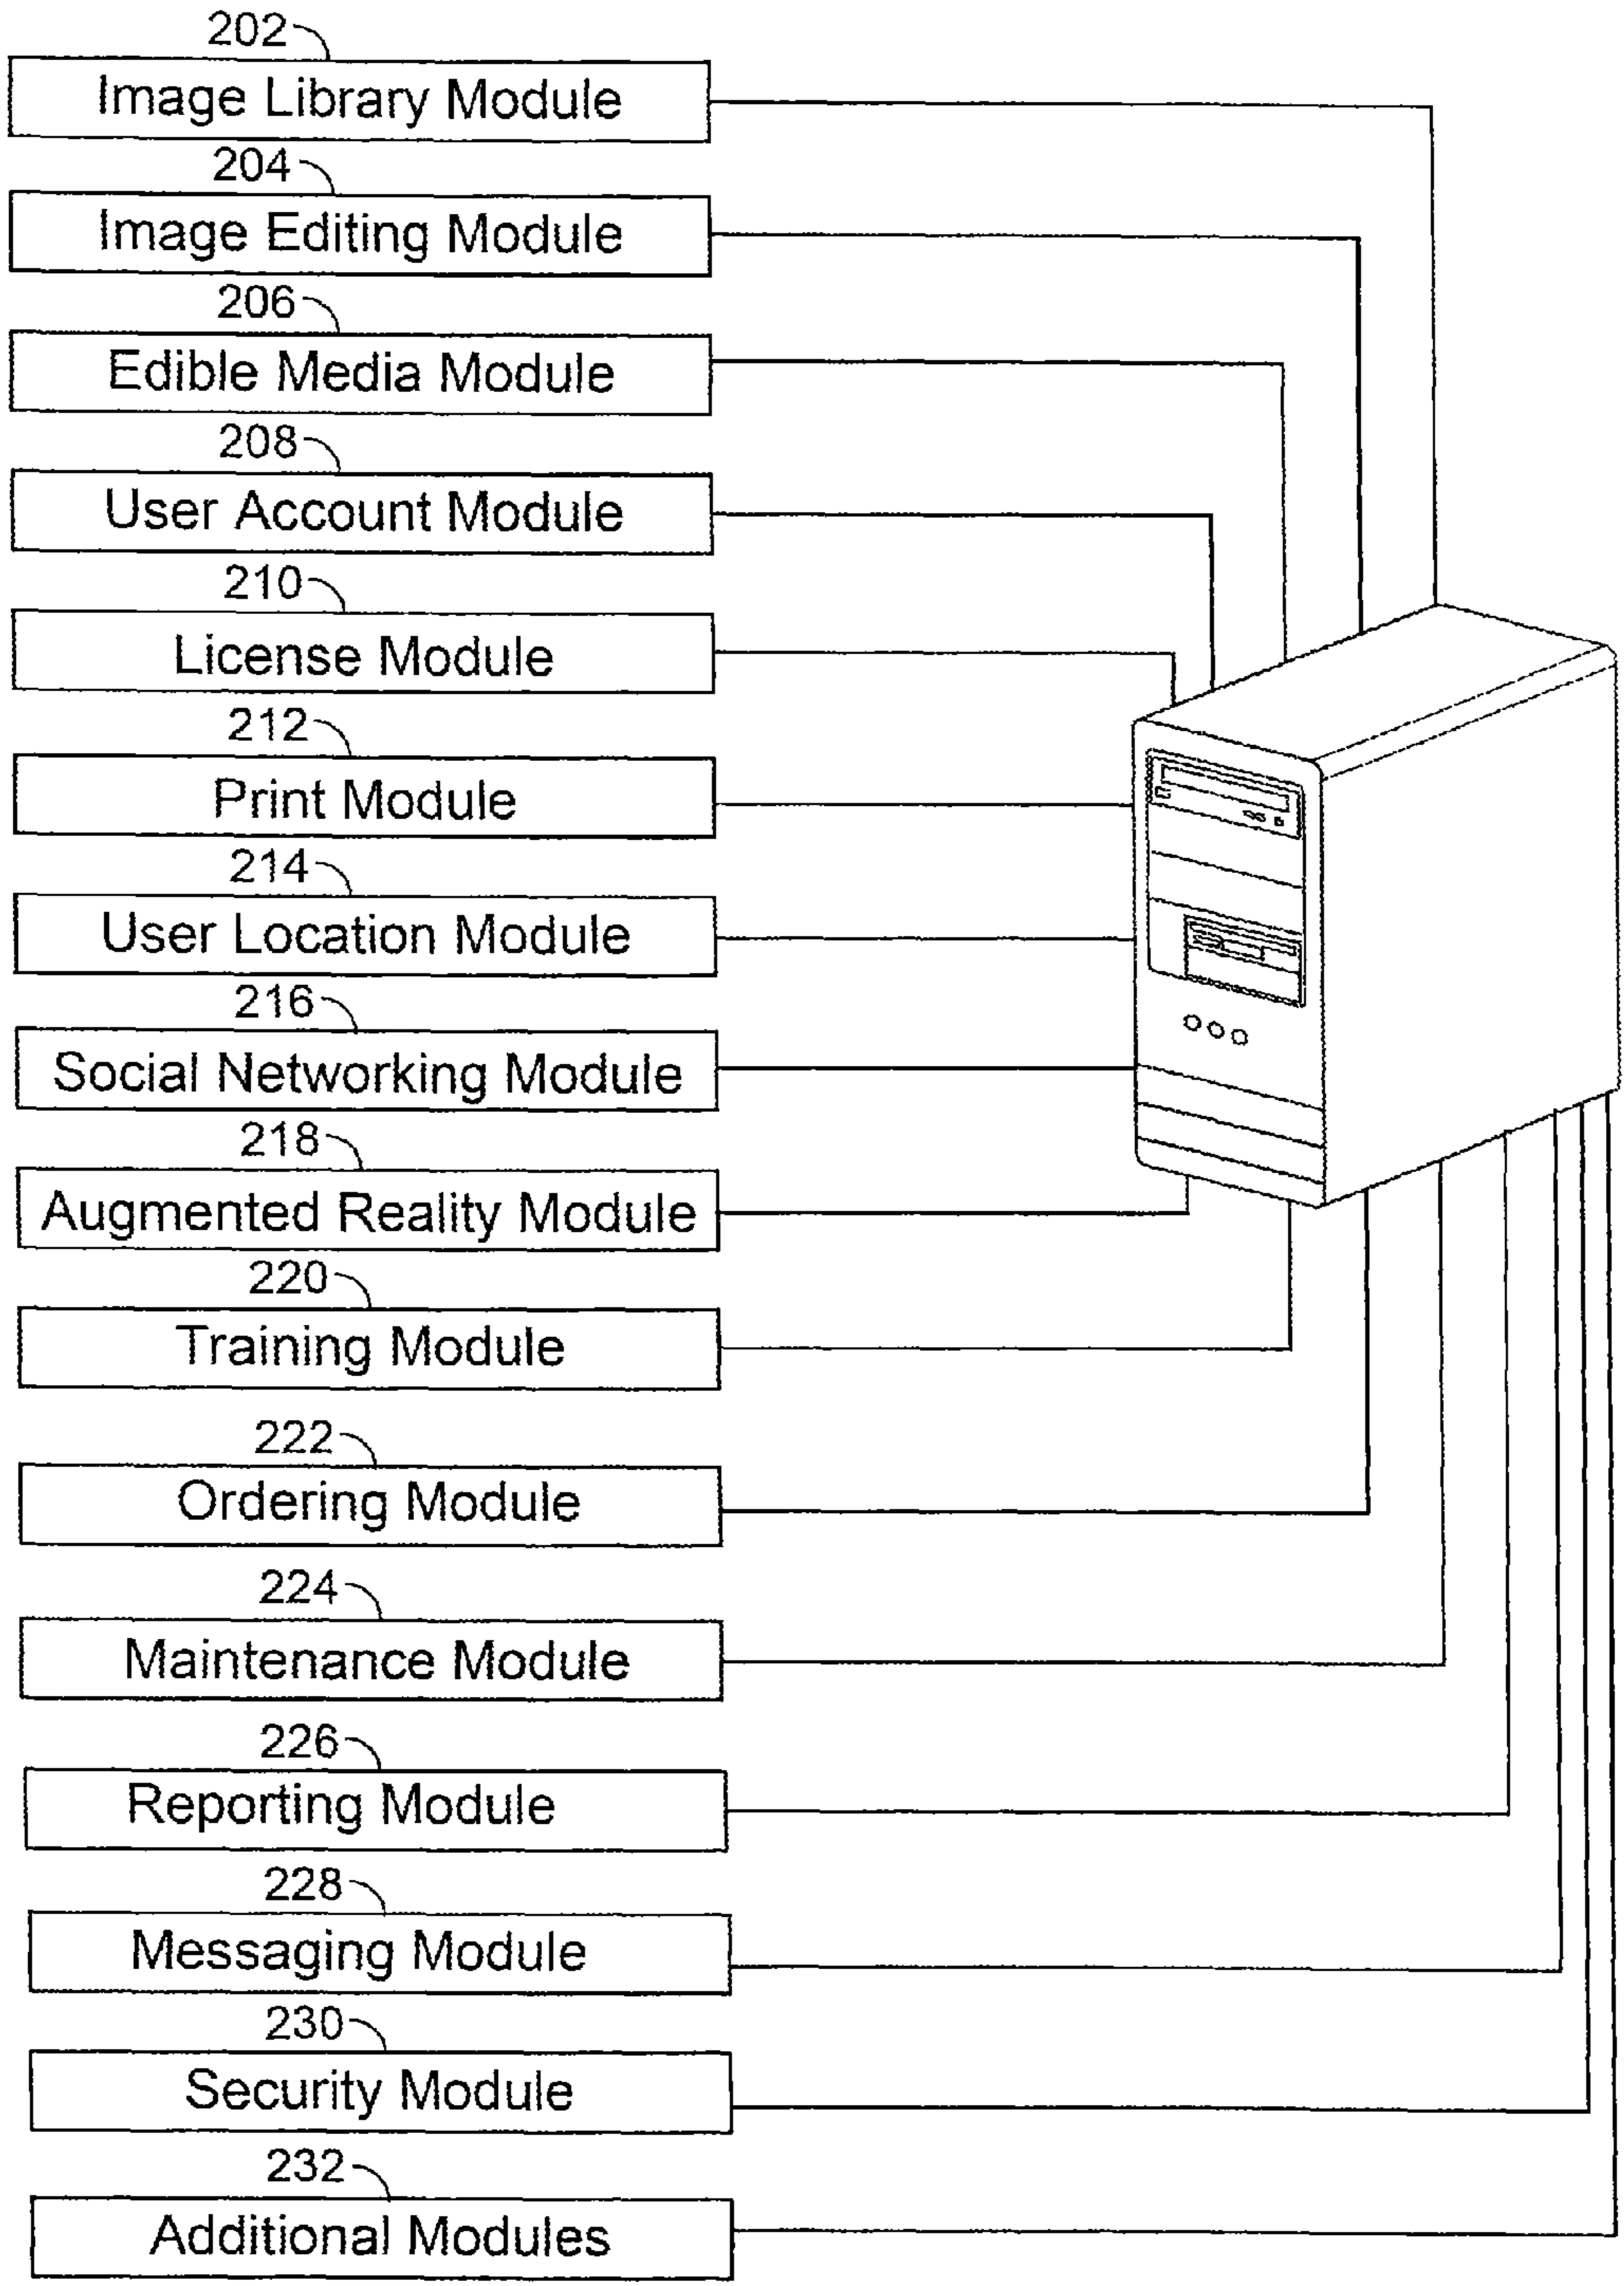 202
Image Library Module
204
Image Editing Module
206
Edible Media Module
208
User Account Module
210
License Module
212
Print Module
214
User Location Module
216
Social Networking Module
218
Augmented Reality Module
220
Training Module
222
Ordering Module
224
Maintenance Module
226
Reporting Module
228
Messaging Module
230
Security Module
232
Additional Modules